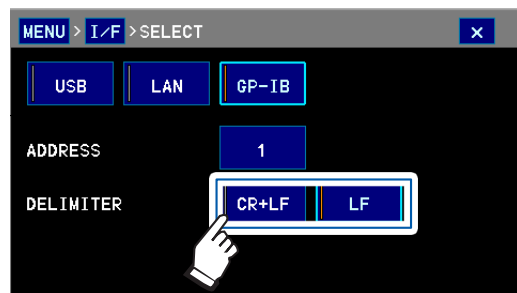 MENU > I/F > SELECT x
USB LAN GP-IB
ADDRESS 1
DELIMITER CR+LF LF